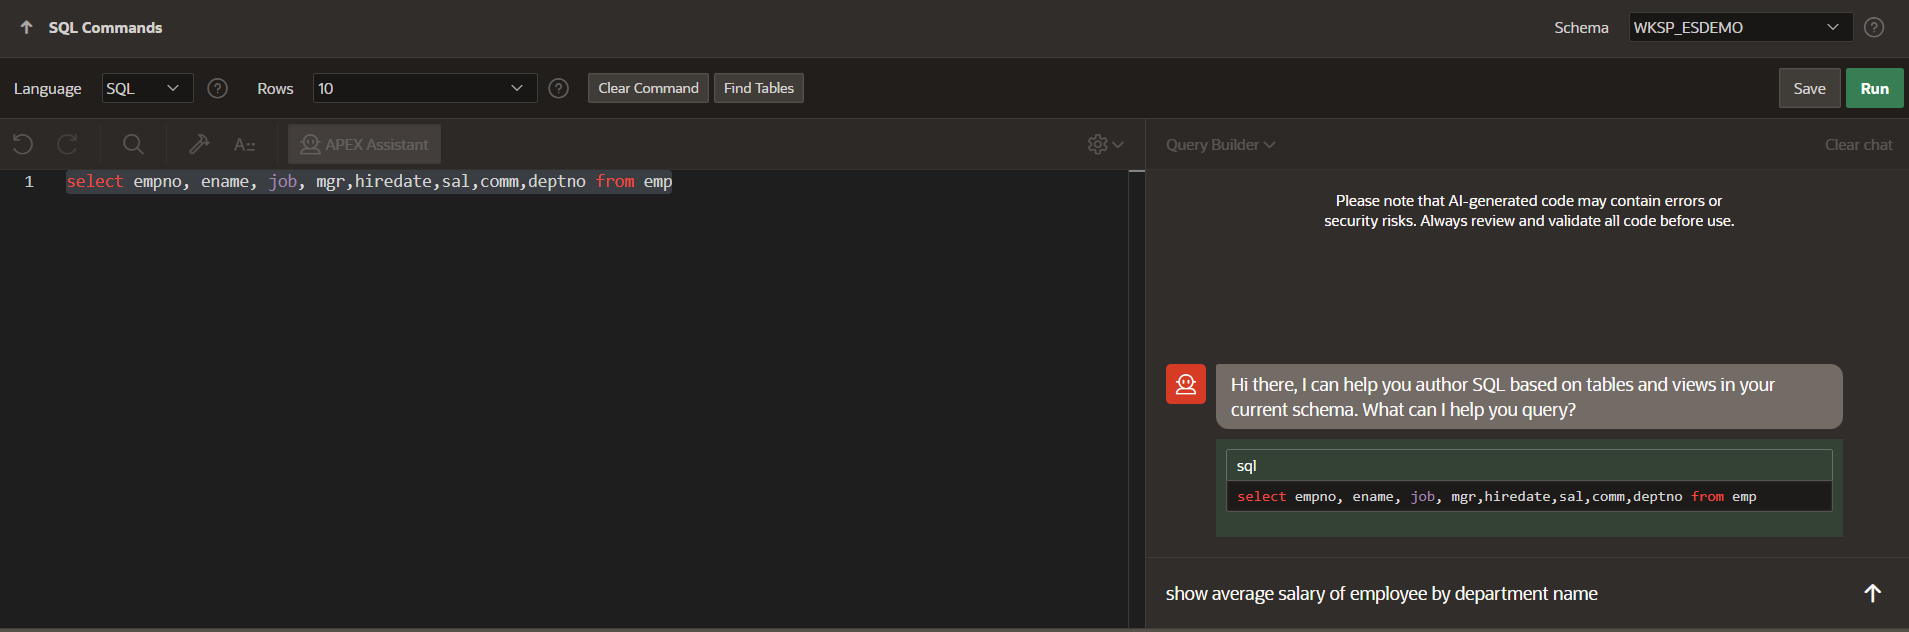 SQL Commands
Schema WKSP_ESDEMO ?
Language SQL ? Rows 10 ? Clear Command Find Tables Save Run
A:: APEX Assistant Query Builder Clear chat
1 select empno, ename, job, mgr,hiredate,sal,comm,deptno from emp
Please note that AI-generated code may contain errors or
security risks. Always review and validate all code before use.
Hi there, I can help you author SQL based on tables and views in your
current schema. What can I help you query?
sql
select empno, ename, job, mgr,hiredate,sal,comm,deptno from emp
show average salary of employee by department name